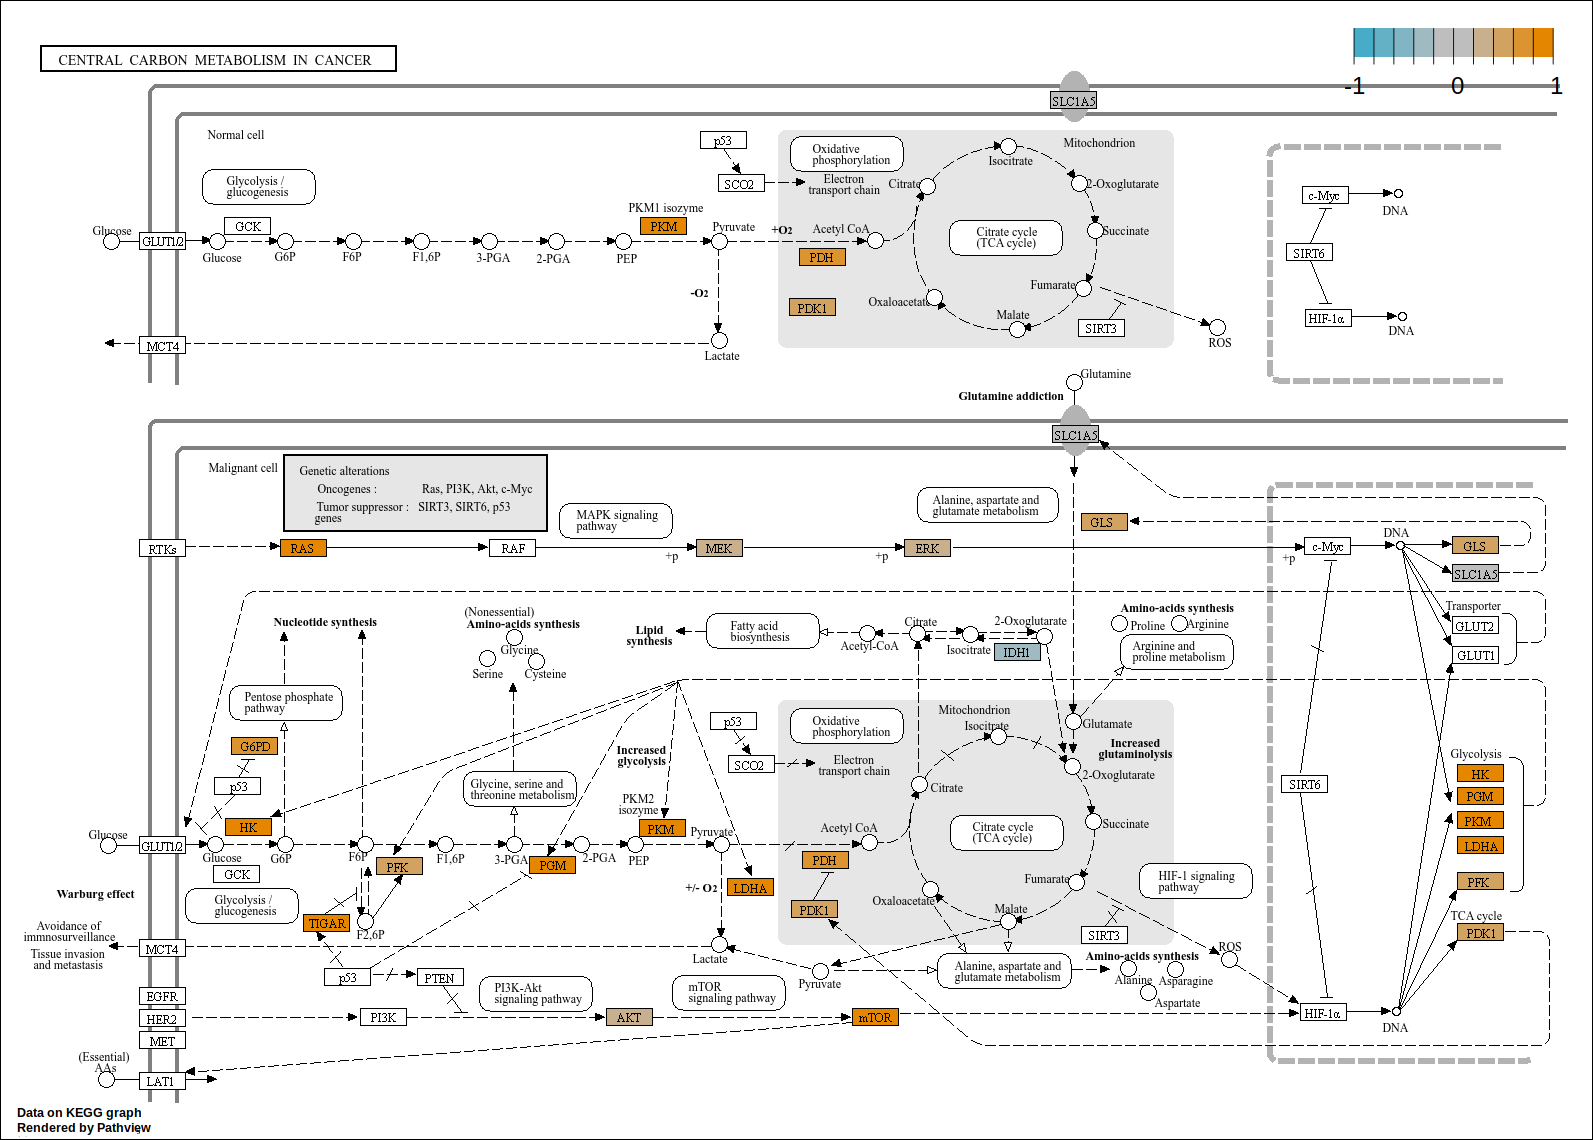 CENTRAL CARBON METABOLISM IN CANCER
-1
0
1
SLC1A5
Normal cell
Glycolysis /
glucogenesis
p53
SCO2
Oxidative
phosphorylation
Electron
transport chain
Mitochondrion
Isocitrate
Citrate
2-Oxoglutarate
Citrate cycle
(TCA cycle)
Succinate
Fumarate
Malate
Oxaloacetate
SIRT3
ROS
c-Myc
DNA
SIRT6
HIF-1α
DNA
Glucose
GLUT1/2
GCK
Glucose
G6P
F6P
F1,6P
3-PGA
2-PGA
PEP
PKM1 isozyme
PKM
Pyruvate
+O2
Acetyl CoA
PDH
PDK1
-O2
Lactate
MCT4
Glutamine
Glutamine addiction
SLC1A5
Malignant cell
Genetic alterations
Oncogenes :
Ras, PI3K, Akt, c-Myc
Tumor suppressor :
SIRT3, SIRT6, p53
genes
MAPK signaling
pathway
Alanine, aspartate and
glutamate metabolism
GLS
RTKs
RAS
RAF
+p
MEK
+p
ERK
+p
c-Myc
DNA
GLS
SLC1A5
Transporter
GLUT2
GLUT1
Nucleotide synthesis
(Nonessential)
Amino-acids synthesis
Glycine
Serine
Cysteine
Lipid
synthesis
Fatty acid
biosynthesis
Acetyl-CoA
Citrate
Isocitrate
2-Oxoglutarate
IDH1
Amino-acids synthesis
Proline
Arginine
Arginine and
proline metabolism
Pentose phosphate
pathway
G6PD
p53
HK
Glycine, serine and
threonine metabolism
Increased
glycolysis
PKM2
isozyme
PKM
p53
SCO2
Oxidative
phosphorylation
Electron
transport chain
Mitochondrion
Isocitrate
Glutamate
Increased
glutaminolysis
2-Oxoglutarate
Citrate
Citrate cycle
(TCA cycle)
Succinate
Fumarate
Malate
Oxaloacetate
SIRT3
SIRT6
Glycolysis
HK
PGM
PKM
LDHA
PFK
TCA cycle
PDK1
Glucose
GLUT1/2
Glucose
GCK
G6P
F6P
PFK
F1,6P
3-PGA
PGM
2-PGA
PEP
Pyruvate
Acetyl CoA
PDH
PDK1
+/- O2
LDHA
Warburg effect
Glycolysis /
glucogenesis
TIGAR
F2,6P
HIF-1 signaling
pathway
Avoidance of
immnosurveillance
Tissue invasion
and metastasis
MCT4
Lactate
p53
PTEN
PI3K-Akt
signaling pathway
mTOR
signaling pathway
Pyruvate
Alanine, aspartate and
glutamate metabolism
Amino-acids synthesis
Alanine
Asparagine
Aspartate
ROS
EGFR
HER2
MET
PI3K
AKT
mTOR
HIF-1α
DNA
(Essential)
AAs
LAT1
Data on KEGG graph
Rendered by Pathview